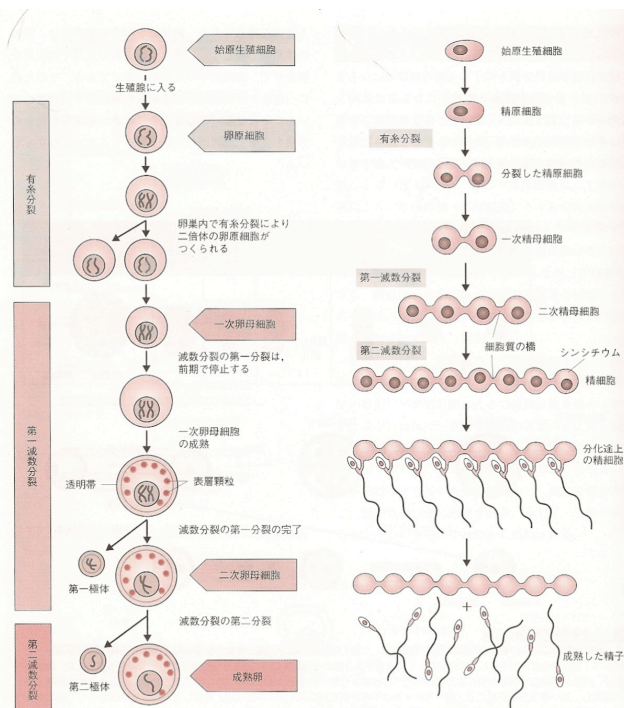 始原生殖細胞
生殖腺に入る
卵原細胞
有糸分裂
卵巣内で有糸分裂により
二倍体の卵原細胞が
つくられる
一次卵母細胞
減数分裂の第一分裂は,
前期で停止する
一次卵母細胞
の成熟
第一減数分裂
透明帯
表層顆粒
減数分裂の第一分裂の完了
第一極体
二次卵母細胞
減数分裂の第二分裂
第二減数分裂
第二極体
成熟卵
始原生殖細胞
精原細胞
有糸分裂
分裂した精原細胞
一次精母細胞
第一減数分裂
二次精母細胞
第二減数分裂
細胞質の橋
シンシチウム
精細胞
分化途上
の精細胞
+
成熟した精子